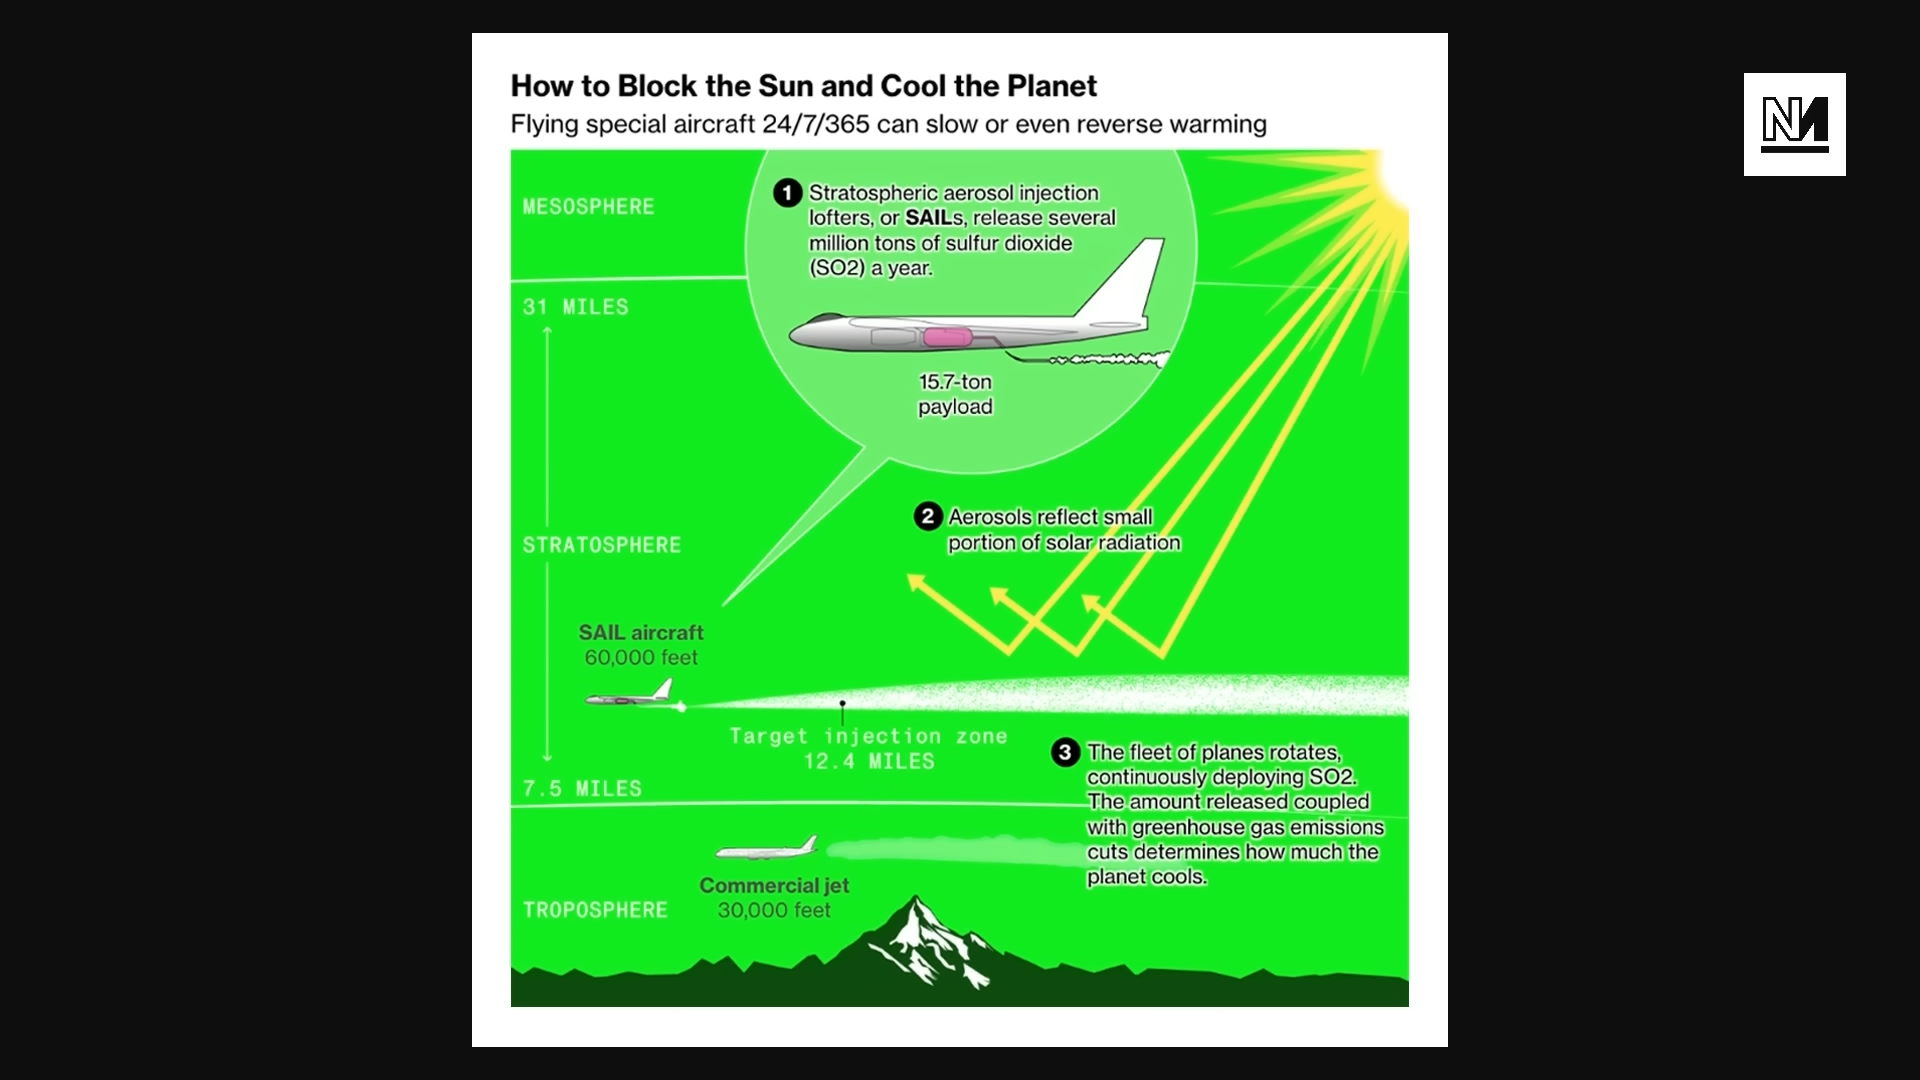 How to Block the Sun and Cool the Planet
Flying special aircraft 24/7/365 can slow or even reverse warming
MESOSPHERE
1 Stratospheric aerosol injection
lofters, or SAILs, release several
million tons of sulfur dioxide
(SO2) a year.
31 MILES
15.7-ton
payload
2 Aerosols reflect small
portion of solar radiation
STRATOSPHERE
SAIL aircraft
60,000 feet
Target injection zone
12.4 MILES
3 The fleet of planes rotates,
continuously deploying SO2.
The amount released coupled
with greenhouse gas emissions
cuts determines how much the
planet cools.
7.5 MILES
Commercial jet
30,000 feet
TROPOSPHERE
NM